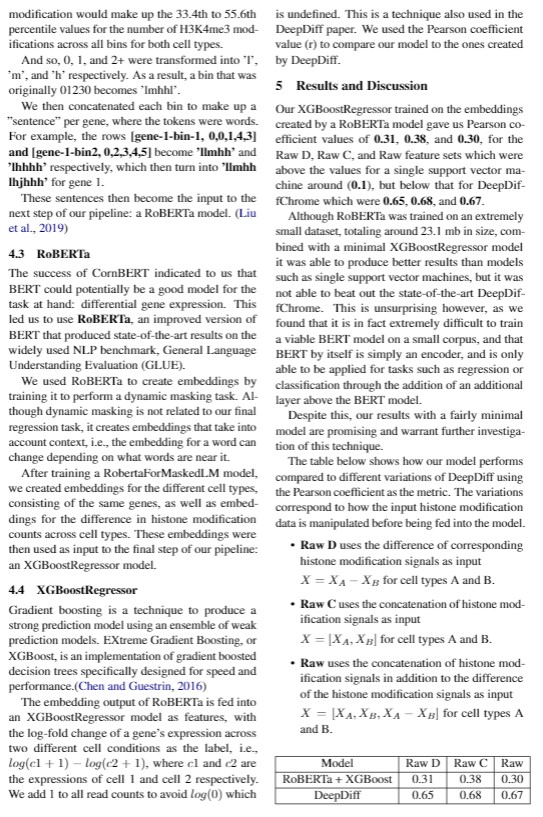 modification would make up the 33.4th to 55.6th
percentile values for the number of H3K4me3 mod-
ifications across all bins for both cell types.
And so, 0, 1, and 2+ were transformed into 'l',
'm', and 'h' respectively. As a result, a bin that was
originally 01230 becomes 'lmhhl'.
We then concatenated each bin to make up a
"sentence" per gene, where the tokens were words.
For example, the rows [gene-1-bin-1, 0,0,1,4,3]
and [gene-1-bin2, 0,2,3,4,5] become 'llmhh' and
'lhhhh' respectively, which then turn into 'llmhh
lhjhhh' for gene 1.
These sentences then become the input to the
next step of our pipeline: a RoBERTa model. (Liu
et al., 2019)
4.3 RoBERTa
The success of CornBERT indicated to us that
BERT could potentially be a good model for the
task at hand: differential gene expression. This
led us to use RoBERTa, an improved version of
BERT that produced state-of-the-art results on the
widely used NLP benchmark, General Language
Understanding Evaluation (GLUE).
We used RoBERTa to create embeddings by
training it to perform a dynamic masking task. Al-
though dynamic masking is not related to our final
regression task, it creates embeddings that take into
account context, i.e., the embedding for a word can
change depending on what words are near it.
After training a RobertaForMaskedLM model,
we created embeddings for the different cell types,
consisting of the same genes, as well as embed-
dings for the difference in histone modification
counts across cell types. These embeddings were
then used as input to the final step of our pipeline:
an XGBoostRegressor model.
4.4 XGBoostRegressor
Gradient boosting is a technique to produce a
strong prediction model using an ensemble of weak
prediction models. EXtreme Gradient Boosting, or
XGBoost, is an implementation of gradient boosted
decision trees specifically designed for speed and
performance.(Chen and Guestrin, 2016)
The embedding output of RoBERTa is fed into
an XGBoostRegressor model as features, with
the log-fold change of a gene's expression across
two different cell conditions as the label, i.e.,
log(c1 + 1) − log(c2 + 1), where c1 and c2 are
the expressions of cell 1 and cell 2 respectively.
We add 1 to all read counts to avoid log(0) which
is undefined. This is a technique also used in the
DeepDiff paper. We used the Pearson coefficient
value (r) to compare our model to the ones created
by DeepDiff.
5 Results and Discussion
Our XGBoostRegressor trained on the embeddings
created by a RoBERTa model gave us Pearson co-
efficient values of 0.31, 0.38, and 0.30, for the
Raw D, Raw C, and Raw feature sets which were
above the values for a single support vector ma-
chine around (0.1), but below that for DeepDif-
fChrome which were 0.65, 0.68, and 0.67.
Although RoBERTa was trained on an extremely
small dataset, totaling around 23.1 mb in size, com-
bined with a minimal XGBoostRegressor model
it was able to produce better results than models
such as single support vector machines, but it was
not able to beat out the state-of-the-art DeepDif-
fChrome. This is unsurprising however, as we
found that it is in fact extremely difficult to train
a viable BERT model on a small corpus, and that
BERT by itself is simply an encoder, and is only
able to be applied for tasks such as regression or
classification through the addition of an additional
layer above the BERT model.
Despite this, our results with a fairly minimal
model are promising and warrant further investiga-
tion of this technique.
The table below shows how our model performs
compared to different variations of DeepDiff using
the Pearson coefficient as the metric. The variations
correspond to how the input histone modification
data is manipulated before being fed into the model.
• Raw D uses the difference of corresponding
histone modification signals as input
X = X_A − X_B for cell types A and B.
• Raw C uses the concatenation of histone mod-
ification signals as input
X = [X_A, X_B] for cell types A and B.
• Raw uses the concatenation of histone mod-
ification signals in addition to the difference
of the histone modification signals as input
X = [X_A, X_B, X_A − X_B] for cell types A
and B.
Model Raw D Raw C Raw
RoBERTa + XGBoost 0.31 0.38 0.30
DeepDiff 0.65 0.68 0.67